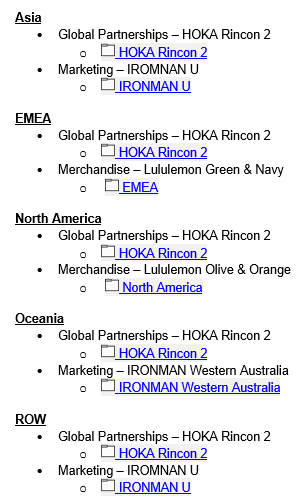 Asia
• Global Partnerships – HOKA Rincon 2
o HOKA Rincon 2
• Marketing – IROMNAN U
o IRONMAN U
EMEA
• Global Partnerships – HOKA Rincon 2
o HOKA Rincon 2
• Merchandise – Lululemon Green & Navy
o EMEA
North America
• Global Partnerships – HOKA Rincon 2
o HOKA Rincon 2
• Merchandise – Lululemon Olive & Orange
o North America
Oceania
• Global Partnerships – HOKA Rincon 2
o HOKA Rincon 2
• Marketing – IRONMAN Western Australia
o IRONMAN Western Australia
ROW
• Global Partnerships – HOKA Rincon 2
o HOKA Rincon 2
• Marketing – IROMNAN U
o IRONMAN U